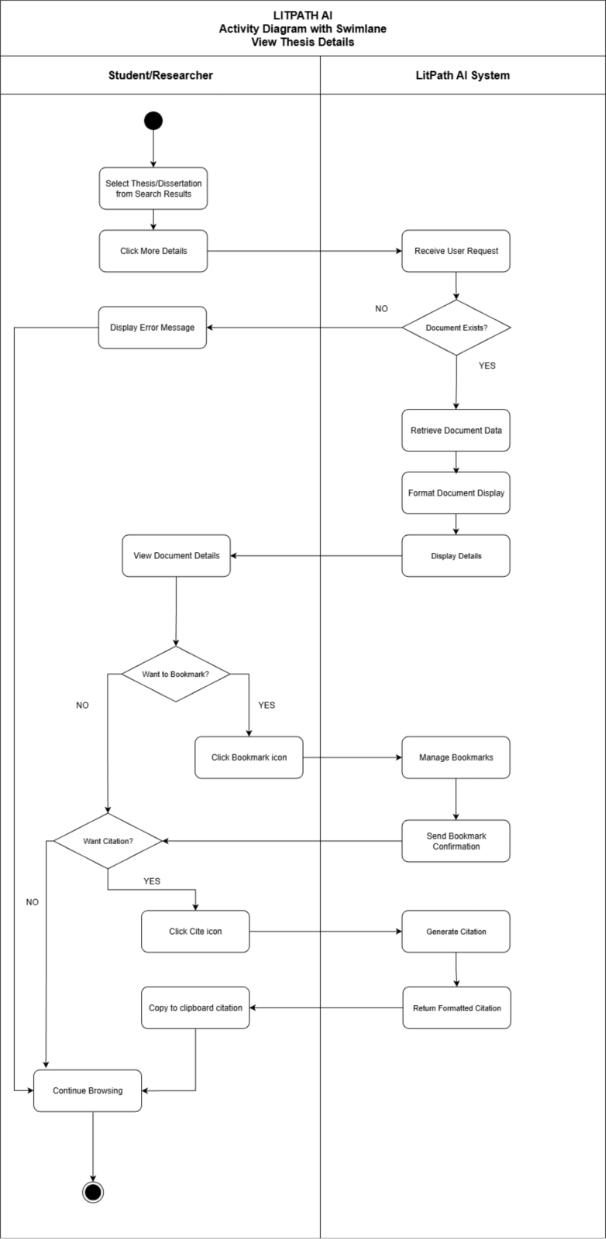 LITPATH AI
Activity Diagram with Swimlane
View Thesis Details
Student/Researcher
LitPath AI System
Select Thesis/Dissertation
from Search Results
Click More Details
Receive User Request
NO
Display Error Message
Document Exists?
YES
Retrieve Document Data
Format Document Display
View Document Details
Display Details
Want to Bookmark?
NO
YES
Click Bookmark icon
Manage Bookmarks
Want Citation?
Send Bookmark
Confirmation
YES
NO
Click Cite icon
Generate Citation
Copy to clipboard citation
Return Formatted Citation
Continue Browsing